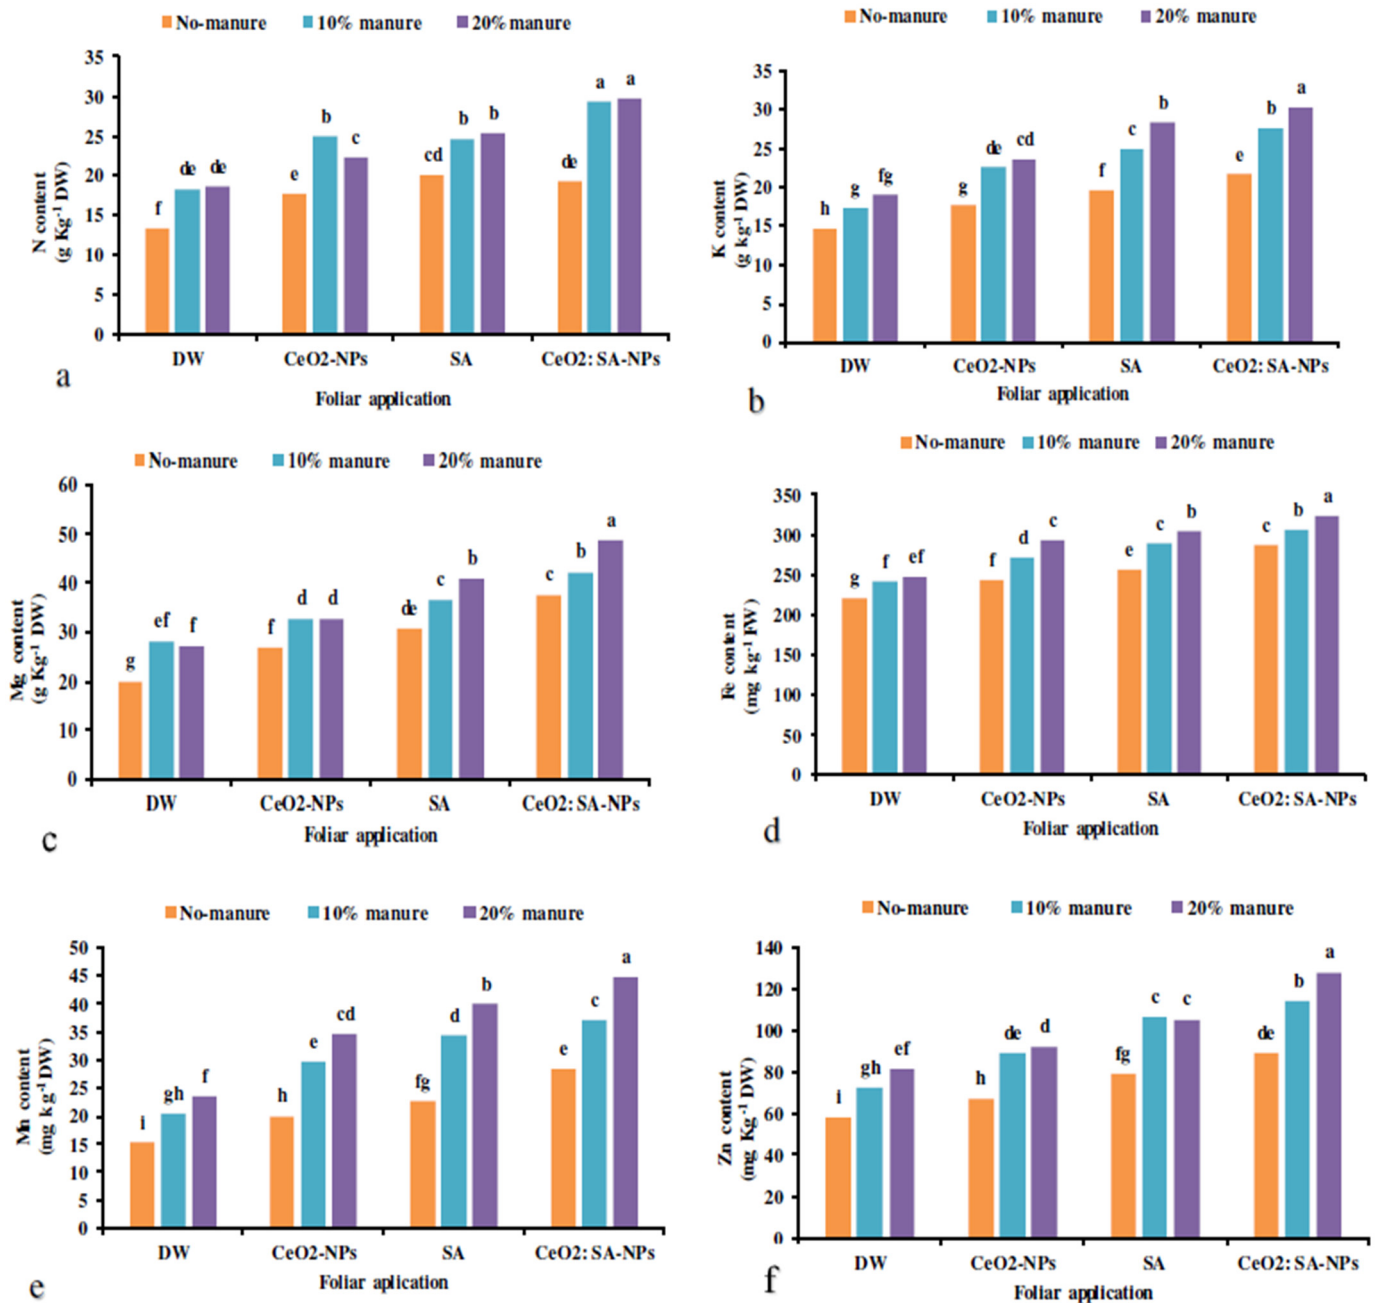 No-manure 10% manure 20% manure
35
30
25
20
15
10
5
0
N content
(g Kg-1 DW)
f de de e b c cd b b de a a
DW CeO2-NPs SA CeO2: SA-NPs
Foliar application
a
No-manure 10% manure 20% manure
35
30
25
20
15
10
5
0
K content
(g kg-1 DW)
h g fg g de cd f c b e b a
DW CeO2-NPs SA CeO2: SA-NPs
Foliar application
b
No-manure 10% manure 20% manure
60
50
40
30
20
10
0
Mg content
(g Kg-1 DW)
g ef f f d d de c b c b a
DW CeO2-NPs SA CeO2: SA-NPs
Foliar application
c
No-manure 10% manure 20% manure
350
300
250
200
150
100
50
0
Fe content
(mg kg-1 FW)
g f ef f d c e c b c b a
DW CeO2-NPs SA CeO2: SA-NPs
Foliar application
d
No-manure 10% manure 20% manure
50
45
40
35
30
25
20
15
10
5
0
Mn content
(mg kg-1 DW)
i gh f h e cd fg d b e c a
DW CeO2-NPs SA CeO2: SA-NPs
Foliar aplication
e
No-manure 10% manure 20% manure
140
120
100
80
60
40
20
0
Zn content
(mg Kg-1 DW)
i gh ef h de d fg c c de b a
DW CeO2-NPs SA CeO2: SA-NPs
Foliar application
f